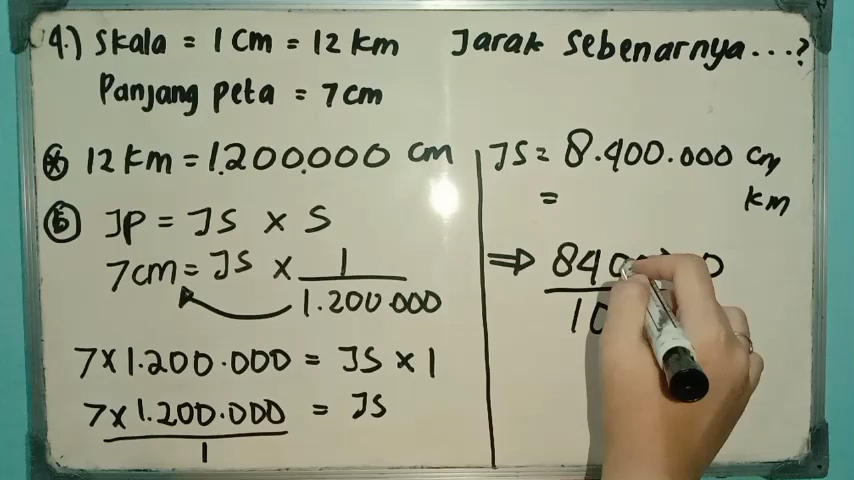 4.) Skala = 1 cm = 12 km
Panjang peta = 7 cm
Jarak sebenarnya...?
* 12 km = 1.200.000 cm
JP = JS x S
7cm = JS x 1
1.200.000
7 x 1.200.000 = JS x 1
7 x 1.200.000 = JS
1
JS = 8.400.000 cm
= km
⇒